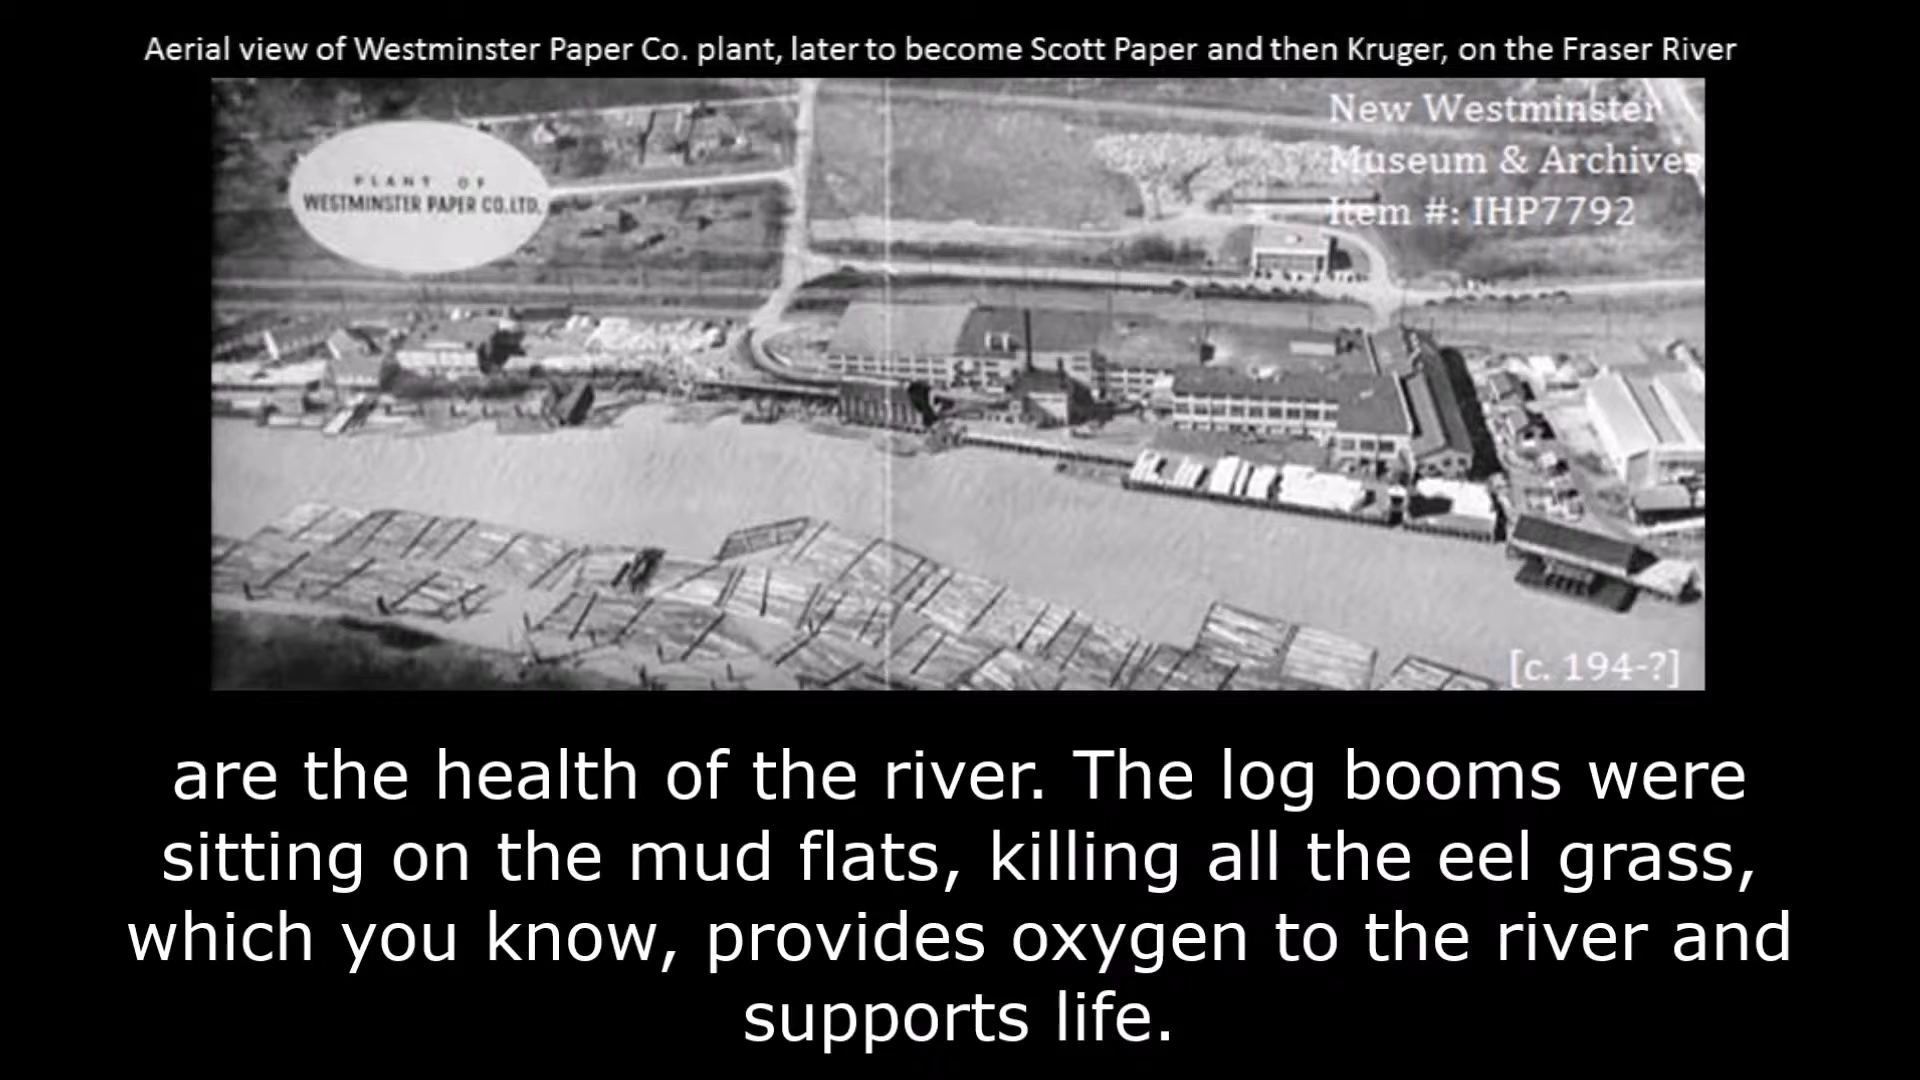 Aerial view of Westminster Paper Co. plant, later to become Scott Paper and then Kruger, on the Fraser River
New Westminster
Museum & Archives
Item #: IHP7792
PLANT OF
WESTMINSTER PAPER CO. LTD.
[c. 194-?]
are the health of the river. The log booms were
sitting on the mud flats, killing all the eel grass,
which you know, provides oxygen to the river and
supports life.